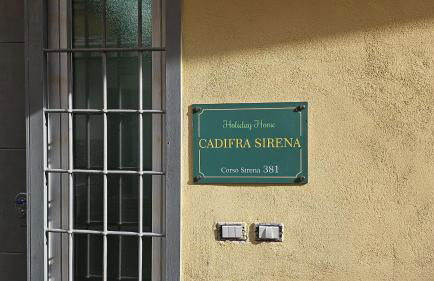 Holiday Home
CADIFRA SIRENA
Corso Sirena 381